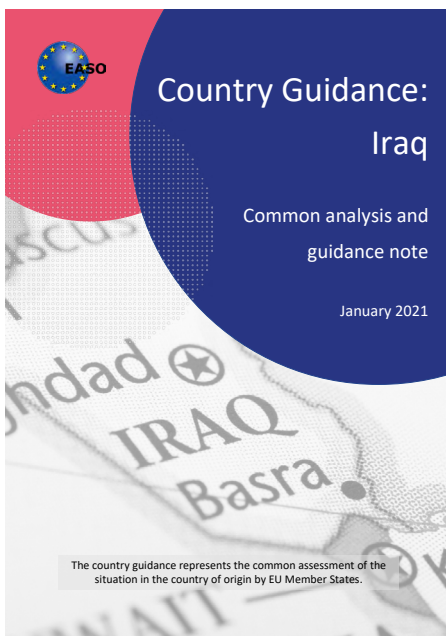 EASO
Country Guidance:
Iraq
Common analysis and
guidance note
January 2021
ghdad
IRAQ
Basra
The country guidance represents the common assessment of the
situation in the country of origin by EU Member States.